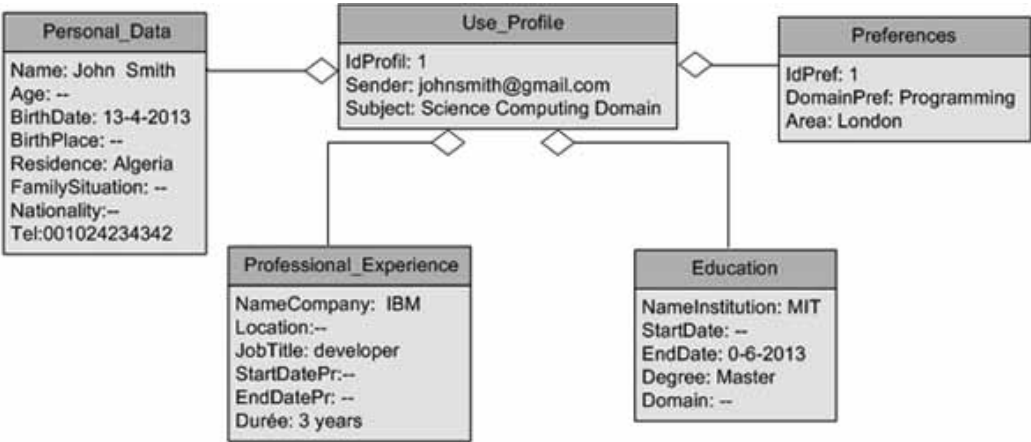 Personal_Data
Name: John Smith
Age: --
BirthDate: 13-4-2013
BirthPlace: --
Residence: Algeria
FamilySituation: --
Nationality:--
Tel:001024234342
Use_Profile
IdProfil: 1
Sender: johnsmith@gmail.com
Subject: Science Computing Domain
Preferences
IdPref: 1
DomainPref: Programming
Area: London
Professional_Experience
NameCompany: IBM
Location:--
JobTitle: developer
StartDatePr:--
EndDatePr: --
Durée: 3 years
Education
NameInstitution: MIT
StartDate: --
EndDate: 0-6-2013
Degree: Master
Domain: --